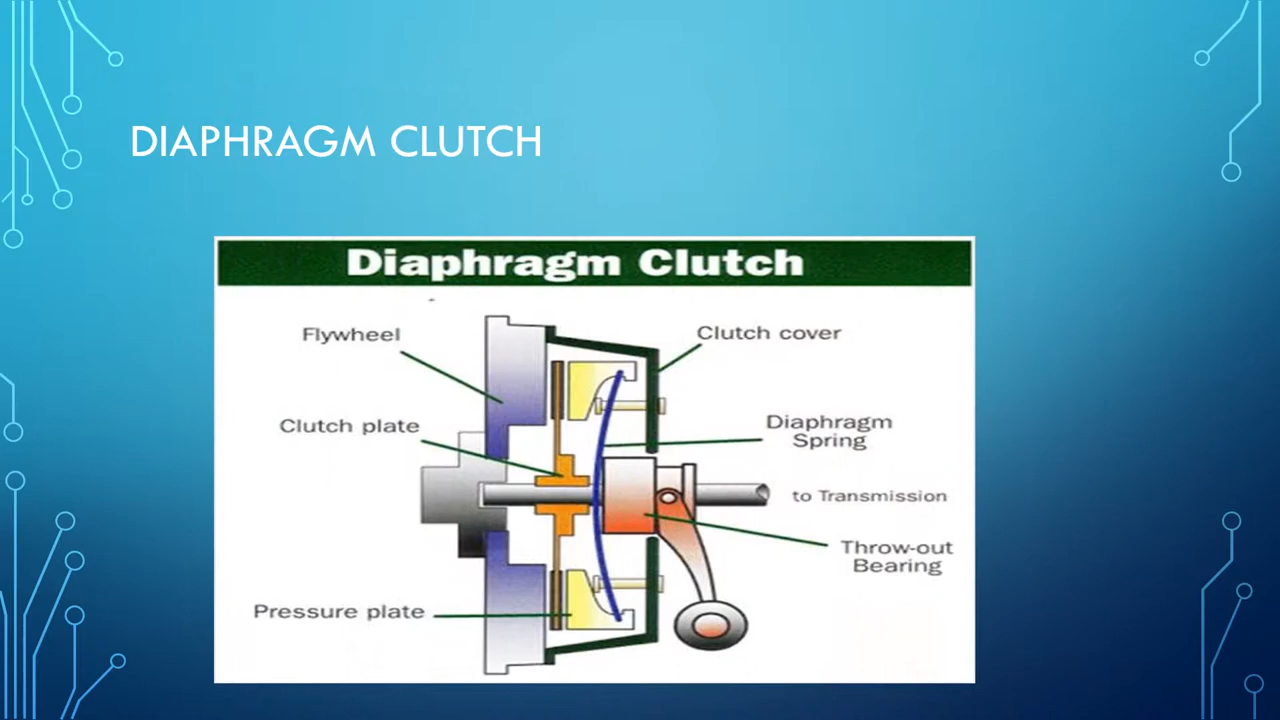 DIAPHRAGM CLUTCH
Diaphragm Clutch
Flywheel
Clutch cover
Clutch plate
Diaphragm
Spring
to Transmission
Throw-out
Bearing
Pressure plate